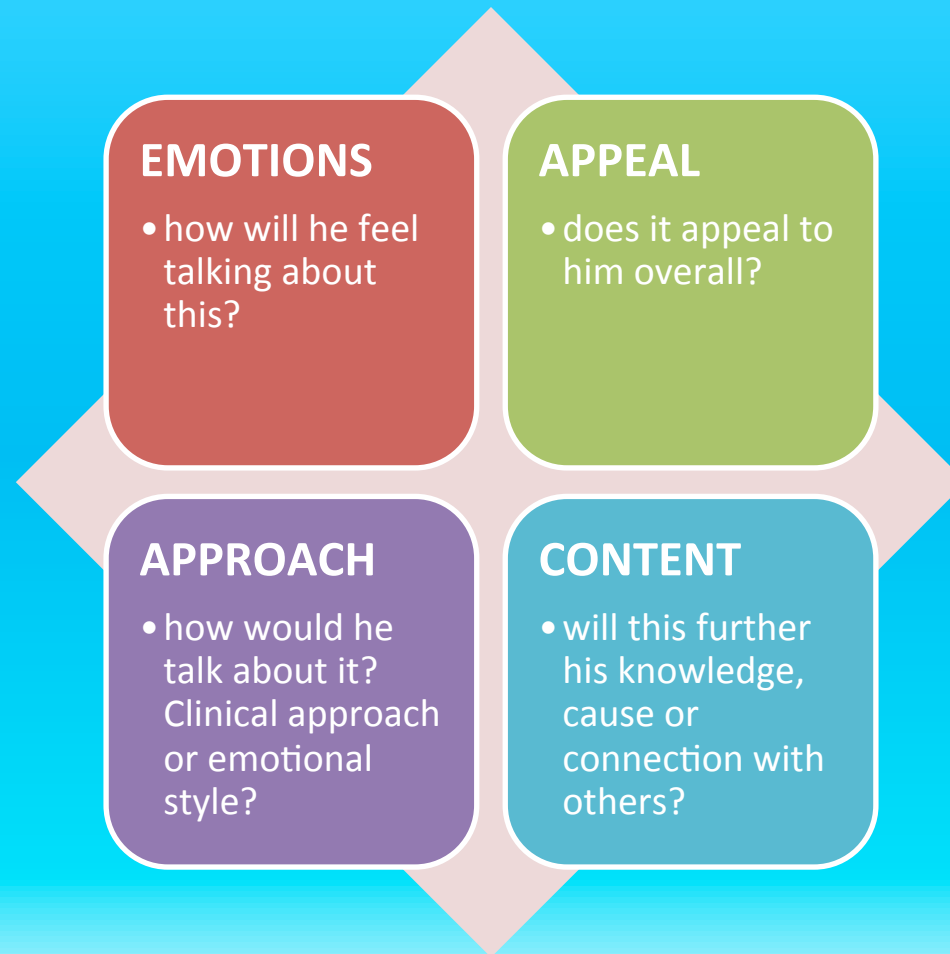 EMOTIONS
• how will he feel
talking about
this?
APPEAL
• does it appeal to
him overall?
APPROACH
• how would he
talk about it?
Clinical approach
or emotional
style?
CONTENT
• will this further
his knowledge,
cause or
connection with
others?